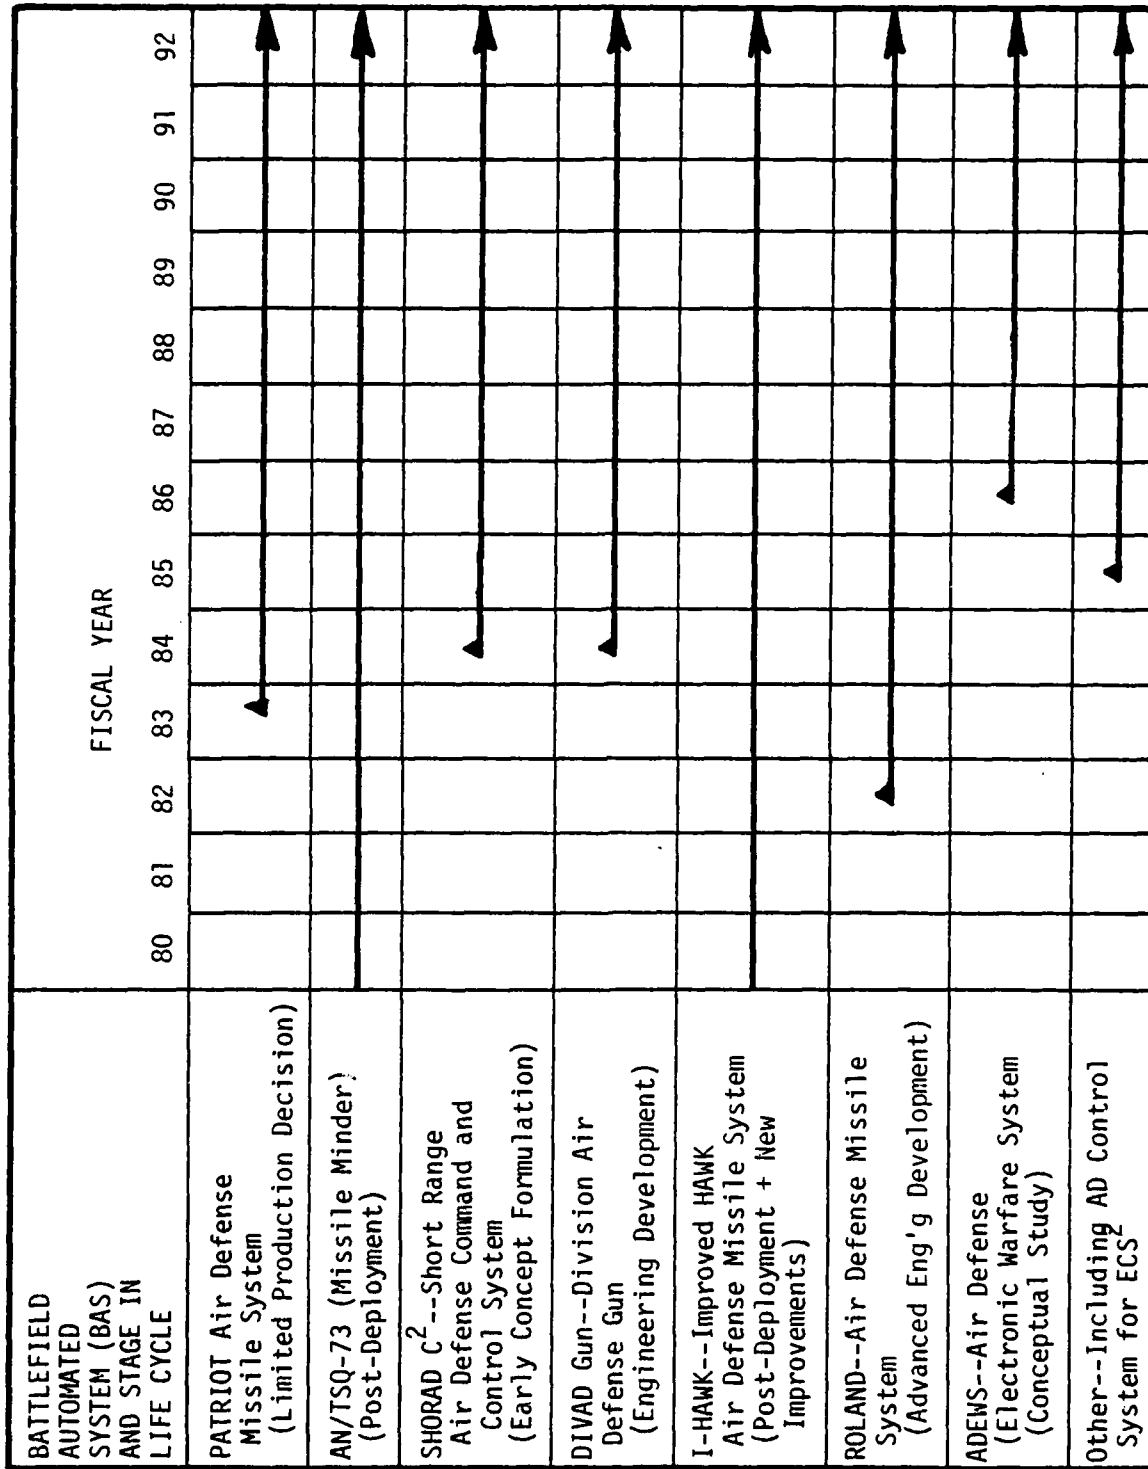 BATTLEFIELD
AUTOMATED
SYSTEM (BAS)
AND STAGE IN
LIFE CYCLE
FISCAL YEAR
80 81 82 83 84 85 86 87 88 89 90 91 92
PATRIOT Air Defense
Missile System
(Limited Production Decision)
AN/TSQ-73 (Missile Minder)
(Post-Deployment)
SHORAD C²--Short Range
Air Defense Command and
Control System
(Early Concept Formulation)
DIVAD Gun--Division Air
Defense Gun
(Engineering Development)
I-HAWK--Improved HAWK
Air Defense Missile System
(Post-Deployment + New
Improvements)
ROLAND--Air Defense Missile
System
(Advanced Eng'g Development)
ADEWS--Air Defense
(Electronic Warfare System
(Conceptual Study)
Other--Including AD Control
System for ECS²